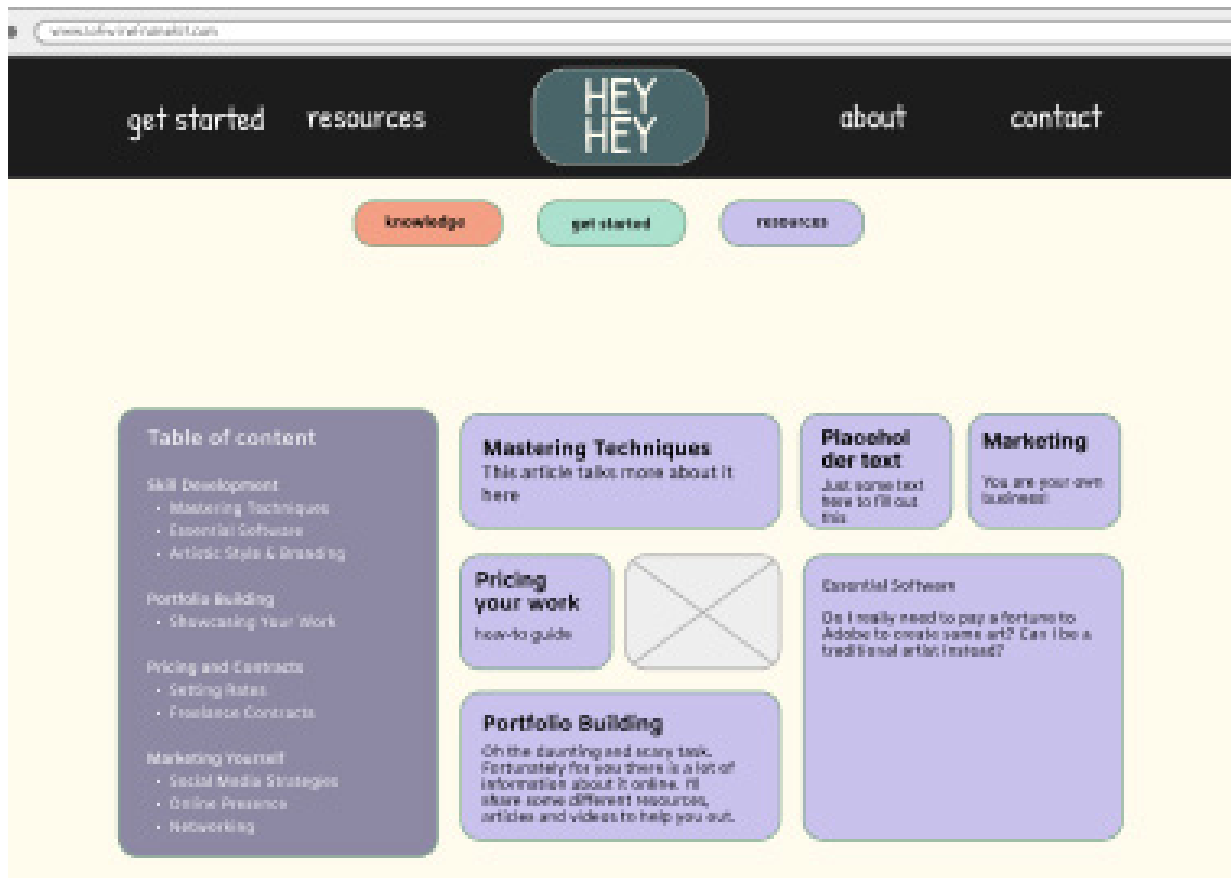 get started
resources
HEY
HEY
about
contact
knowledge
get started
resources
Table of content
Skill Development
• Mastering Techniques
• Essential Software
• Artistic Style & Branding
Portfolio Building
• Showcasing Your Work
Pricing and Contracts
• Setting Rates
• Freelance Contracts
Marketing Yourself
• Social Media Strategies
• Online Presence
• Networking
Mastering Techniques
This article talks more about it
here
Placehol
der text
Just some text
here to fill out
this
Marketing
You are your own
business!
Pricing
your work
how-to guide
Portfolio Building
Oh the daunting and scary task.
Fortunately for you there is a lot of
information about it online. I'll
share some different resources,
articles and videos to help you out.
Essential Software
Do I really need to pay a fortune to
Adobe to create some art? Can I be a
traditional artist instead?